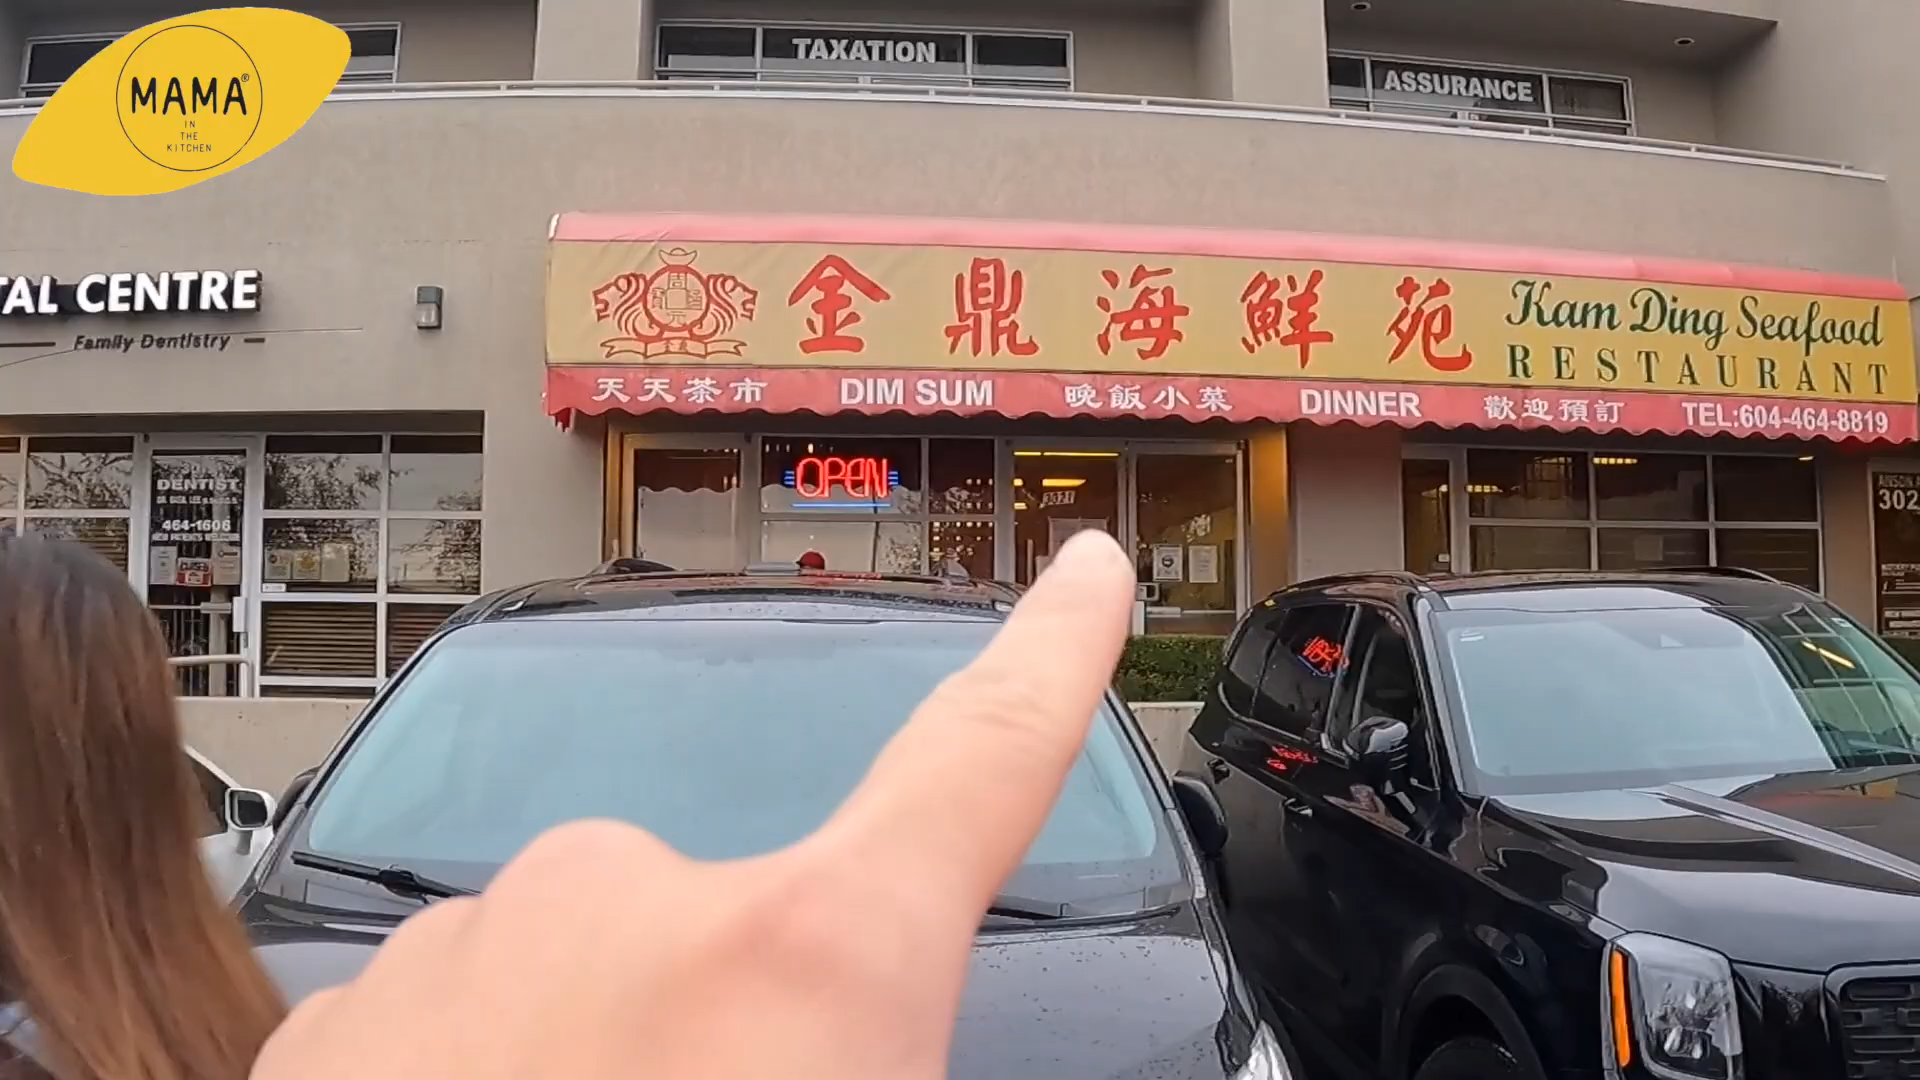 TAXATION
ASSURANCE
MAMA®
IN
THE
KITCHEN
TAL CENTRE
Family Dentistry
金鼎海鮮苑
Kam Ding Seafood
RESTAURANT
天天茶市 DIM SUM 晚飯小菜 DINNER 歡迎預訂 TEL:604-464-8819
OPEN
DENTIST
464-1606
3021
302